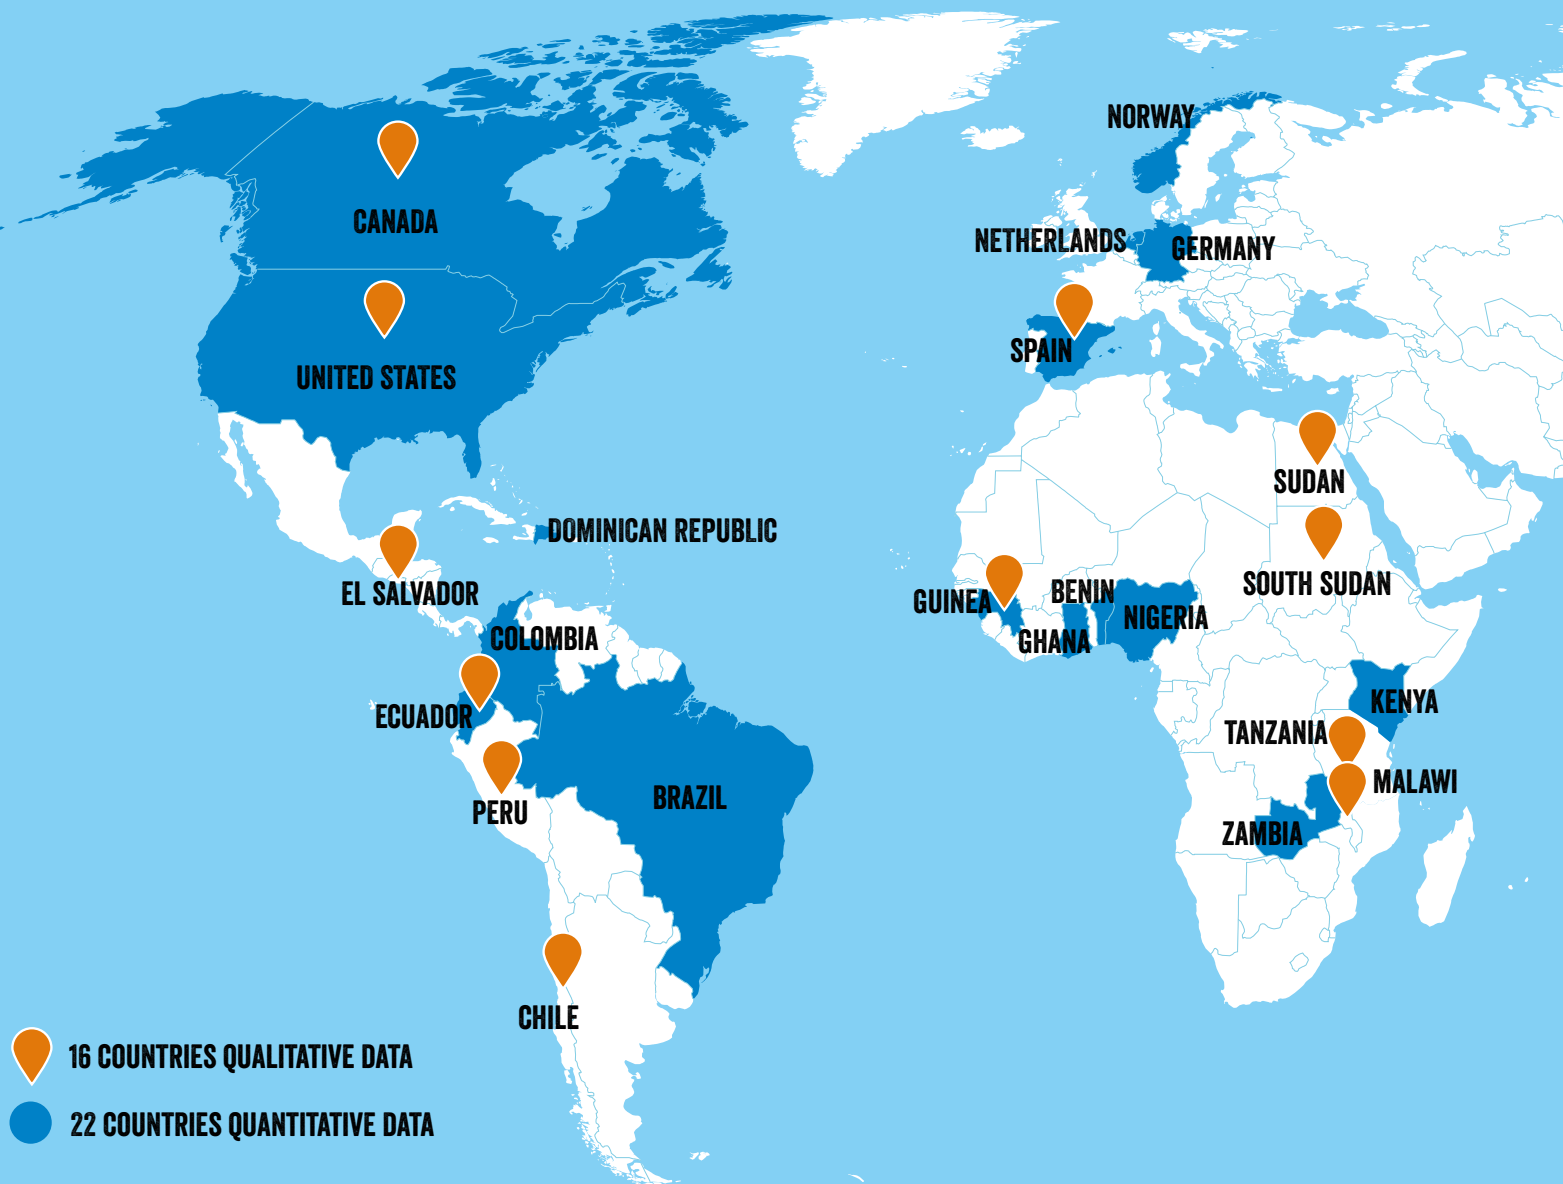 NORWAY
CANADA
NETHERLANDS
GERMANY
SPAIN
UNITED STATES
SUDAN
DOMINICAN REPUBLIC
SOUTH SUDAN
EL SALVADOR
GUINEA
BENIN
NIGERIA
COLOMBIA
GHANA
KENYA
ECUADOR
TANZANIA
MALAWI
BRAZIL
PERU
ZAMBIA
CHILE
16 COUNTRIES QUALITATIVE DATA
22 COUNTRIES QUANTITATIVE DATA